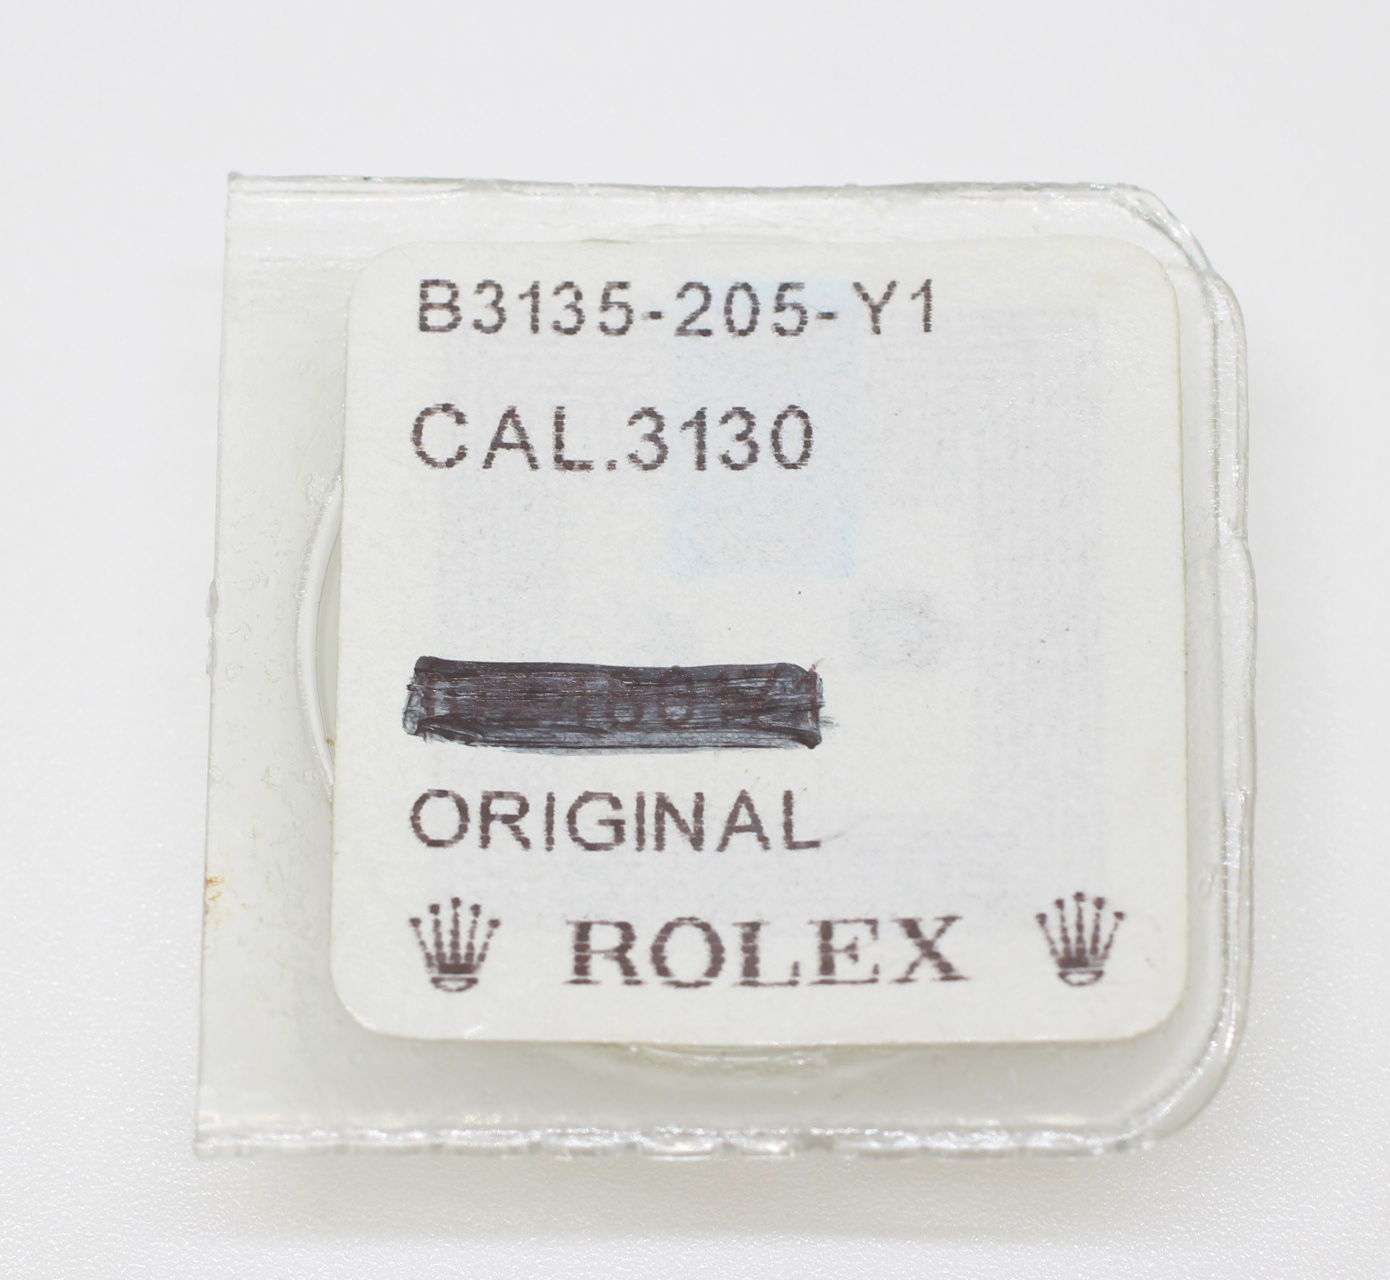 B3135-205-Y1
CAL.3130
ORIGINAL
ROLEX